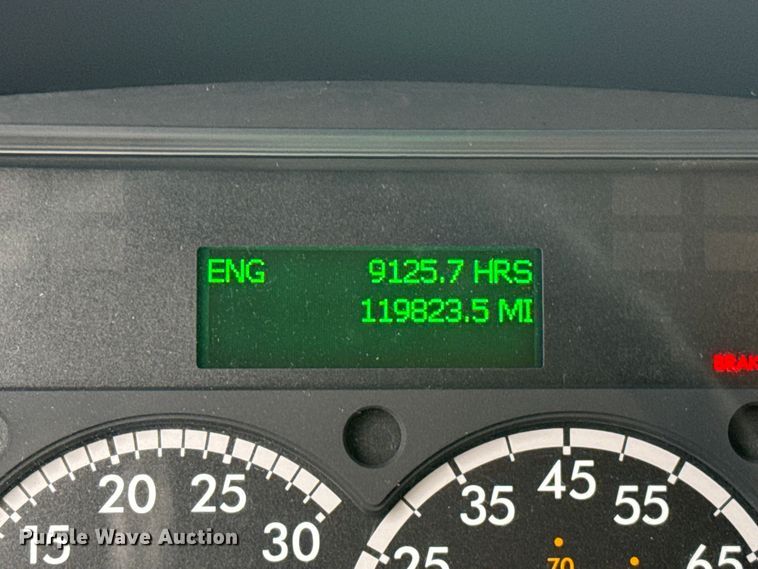 ENG 9125.7 HRS
119823.5 MI
15 20 25 30
25 35 45 55 65
70
Purple Wave Auction